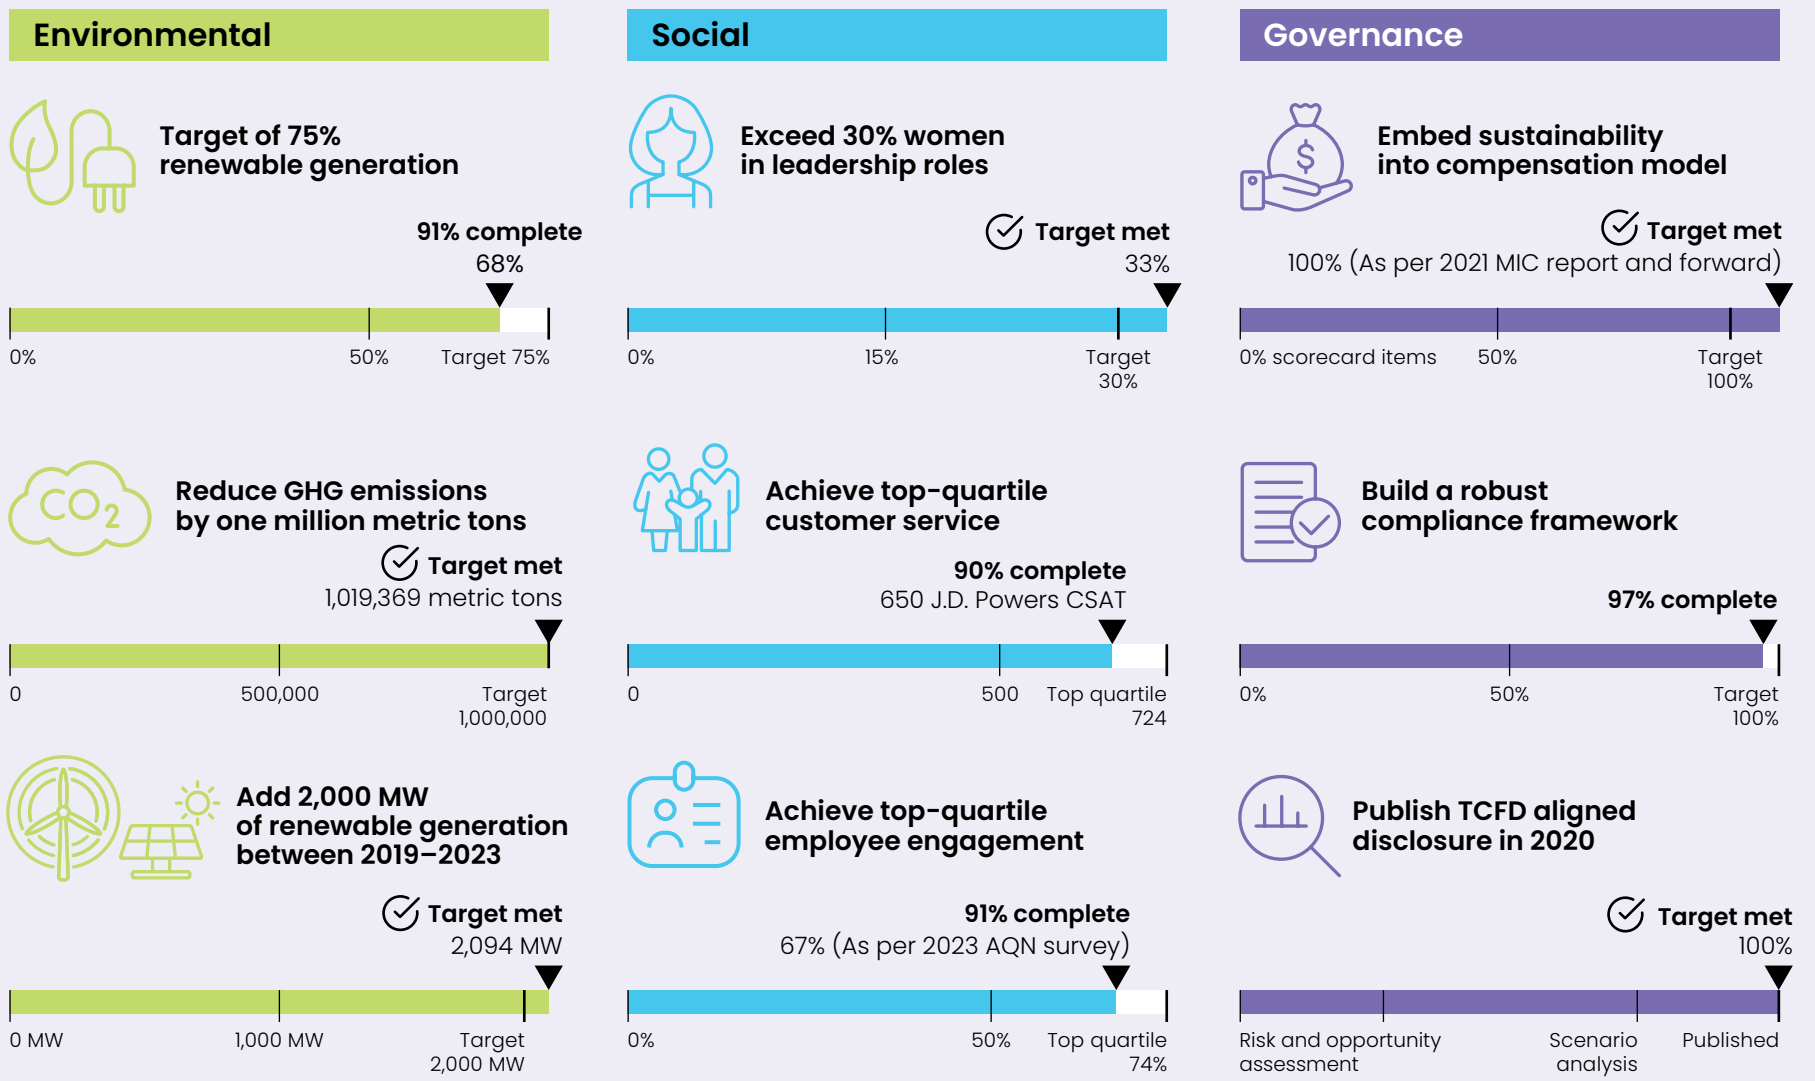 Environmental
Target of 75%
renewable generation
91% complete
68%
0%
50%
Target 75%
CO2
Reduce GHG emissions
by one million metric tons
Target met
1,019,369 metric tons
0
500,000
Target
1,000,000
Add 2,000 MW
of renewable generation
between 2019–2023
Target met
2,094 MW
0 MW
1,000 MW
Target
2,000 MW
Social
Exceed 30% women
in leadership roles
Target met
33%
0%
15%
Target
30%
Achieve top-quartile
customer service
90% complete
650 J.D. Powers CSAT
0
500
Top quartile
724
Achieve top-quartile
employee engagement
91% complete
67% (As per 2023 AQN survey)
0%
50%
Top quartile
74%
Governance
$
Embed sustainability
into compensation model
Target met
100% (As per 2021 MIC report and forward)
0% scorecard items
50%
Target
100%
Build a robust
compliance framework
97% complete
0%
50%
Target
100%
Publish TCFD aligned
disclosure in 2020
Target met
100%
Risk and opportunity
assessment
Scenario
analysis
Published